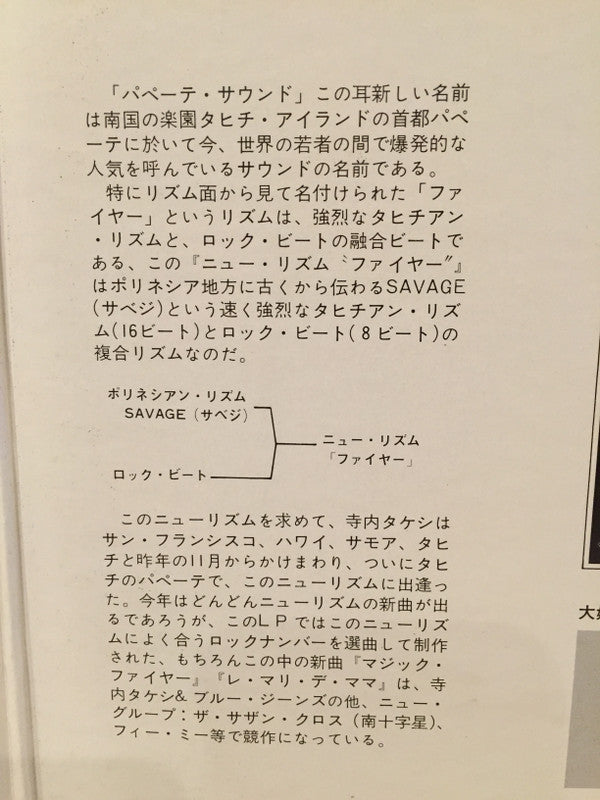 「パペーテ・サウンド」この耳新しい名前
は南国の楽園タヒチ・アイランドの首都パペ
ーテに於いて今、世界の若者の間で爆発的な
人気を呼んでいるサウンドの名前である。
特にリズム面から見て名付けられた「ファ
イヤー」というリズムは、強烈なタヒチアン
・リズムと、ロック・ビートの融合ビートで
ある、この『ニュー・リズム〝ファイヤー〞』
はポリネシア地方に古くから伝わるSAVAGE
(サベジ)という速く強烈なタヒチアン・リズ
ム(16ビート)とロック・ビート(8ビート)の
複合リズムなのだ。
ポリネシアン・リズム
SAVAGE (サベジ)
ニュー・リズム
「ファイヤー」
ロック・ビート
このニューリズムを求めて、寺内タケシは
サン・フランシスコ、ハワイ、サモア、タヒ
チと昨年の11月からかけまわり、ついにタヒ
チのパペーテで、このニューリズムに出逢っ
た。今年はどんどんニューリズムの新曲が出
るであろうが、このLPではこのニューリズ
ムによく合うロックナンバーを選曲して制作
された、もちろんこの中の新曲『マジック・
ファイヤー』『レ・マリ・デ・ママ』は、寺
内タケシ& ブルー・ジーンズの他、ニュー・
グループ：ザ・サザン・クロス (南十字星)、
フィー・ミー等で競作になっている。